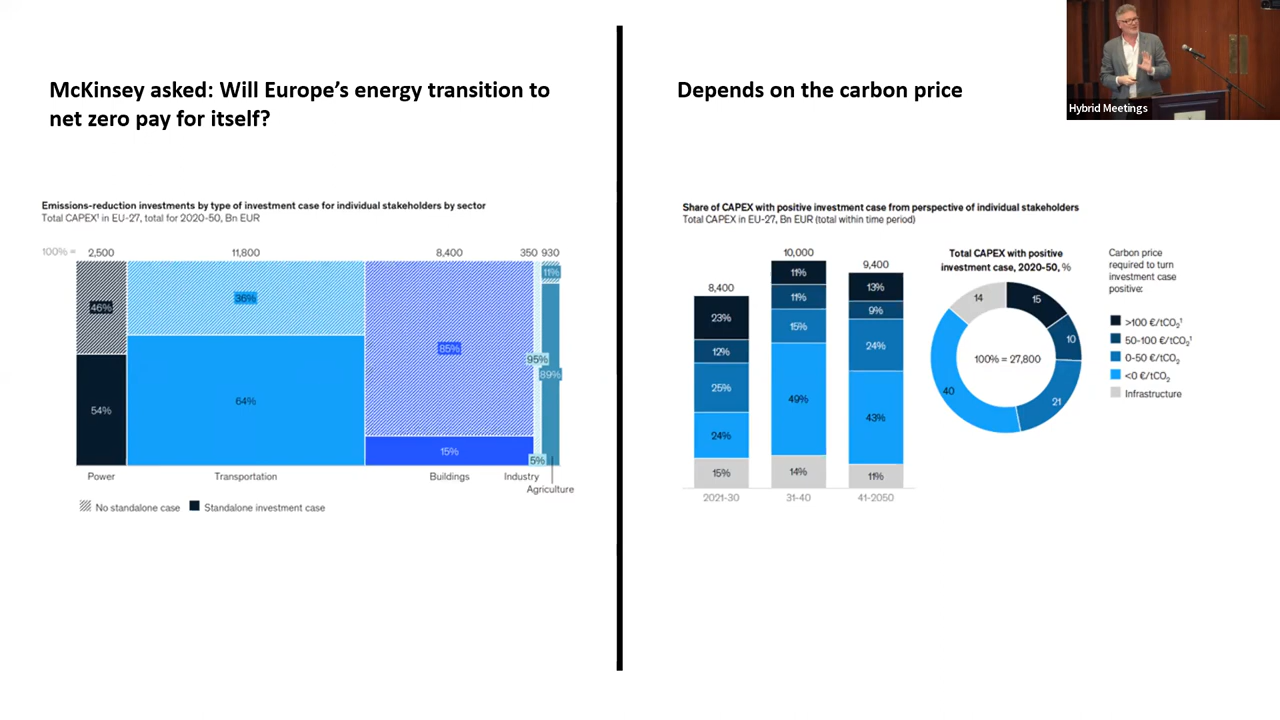 McKinsey asked: Will Europe's energy transition to
net zero pay for itself?
Emissions-reduction investments by type of investment case for individual stakeholders by sector
Total CAPEX¹ in EU-27, total for 2020-50, Bn EUR
100% = 2,500 11,800 8,400 350 930
46% 36% 85% 95% 11%
54% 64% 15% 5% 89%
Power Transportation Buildings Industry
Agriculture
No standalone case Standalone investment case
Depends on the carbon price
Hybrid Meetings
Share of CAPEX with positive investment case from perspective of individual stakeholders
Total CAPEX in EU-27, Bn EUR (total within time period)
8,400
23%
12%
25%
24%
15%
2021-30
10,000
11%
11%
15%
49%
14%
31-40
9,400
13%
9%
24%
43%
11%
41-2050
Total CAPEX with positive
investment case, 2020-50, %
14 15
10
21
40
100% = 27,800
Carbon price
required to turn
investment case
positive:
>100 €/tCO₂¹
50-100 €/tCO₂¹
0-50 €/tCO₂
<0 €/tCO₂
Infrastructure